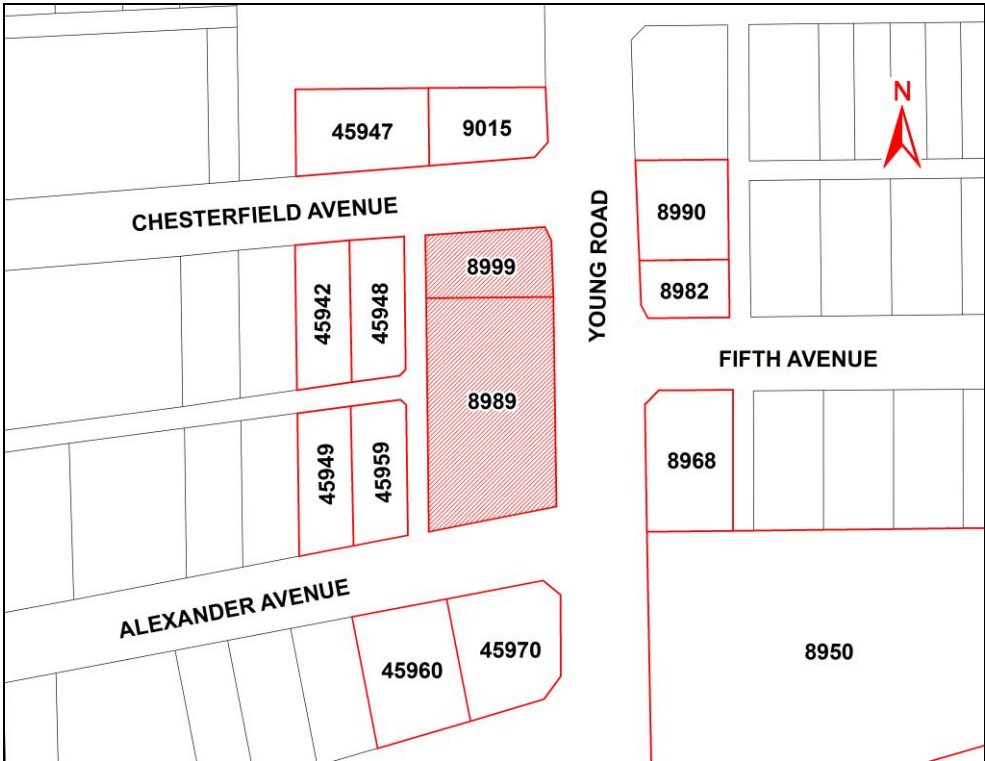 N
45947
9015
CHESTERFIELD AVENUE
8990
8999
YOUNG ROAD
8982
45942
45948
FIFTH AVENUE
8989
8968
45949
45959
ALEXANDER AVENUE
45960
45970
8950